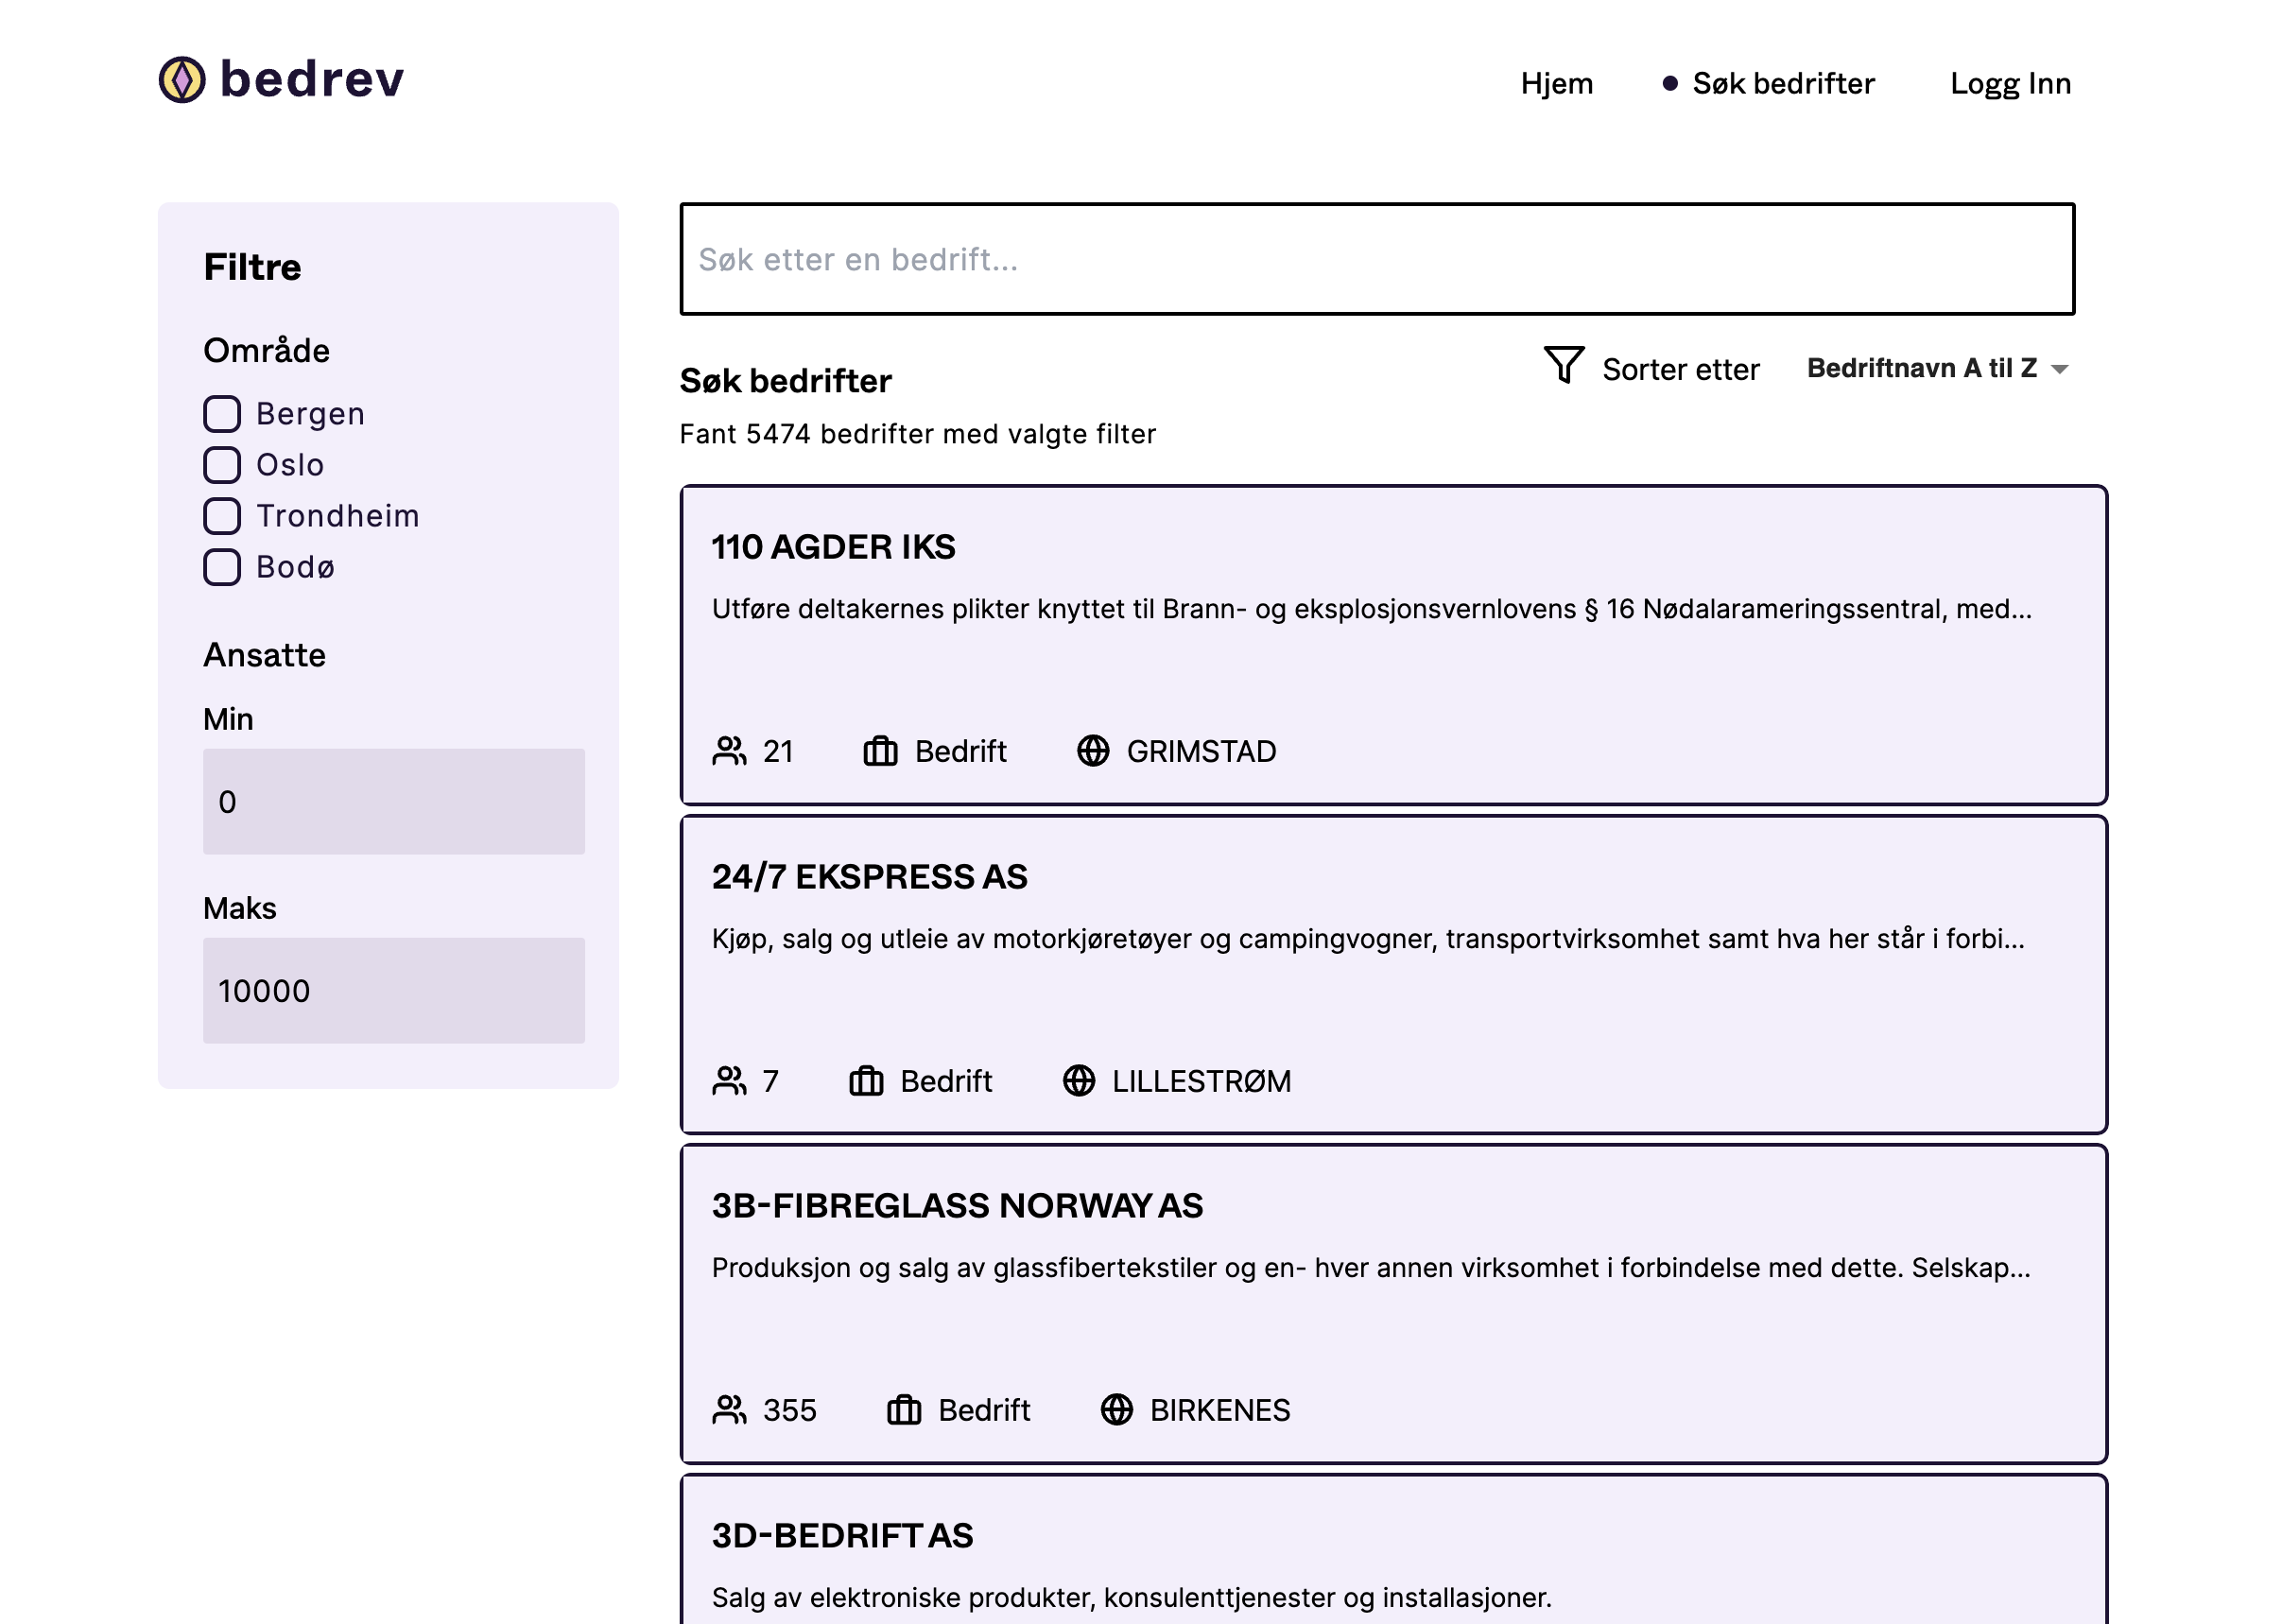 bedrev
Hjem
Søk bedrifter
Logg Inn
Filtre
Område
Bergen
Oslo
Trondheim
Bodø
Ansatte
Min
0
Maks
10000
Søk etter en bedrift...
Søk bedrifter
Sorter etter
Bedriftnavn A til Z
Fant 5474 bedrifter med valgte filter
110 AGDER IKS
Utføre deltakernes plikter knyttet til Brann- og eksplosjonsvernlovens § 16 Nødalarameringssentral, med...
21 Bedrift GRIMSTAD
24/7 EKSPRESS AS
Kjøp, salg og utleie av motorkjøretøyer og campingvogner, transportvirksomhet samt hva her står i forbi...
7 Bedrift LILLESTRØM
3B-FIBREGLASS NORWAY AS
Produksjon og salg av glassfibertekstiler og en- hver annen virksomhet i forbindelse med dette. Selskap...
355 Bedrift BIRKENES
3D-BEDRIFT AS
Salg av elektroniske produkter, konsulenttjenester og installasjoner.